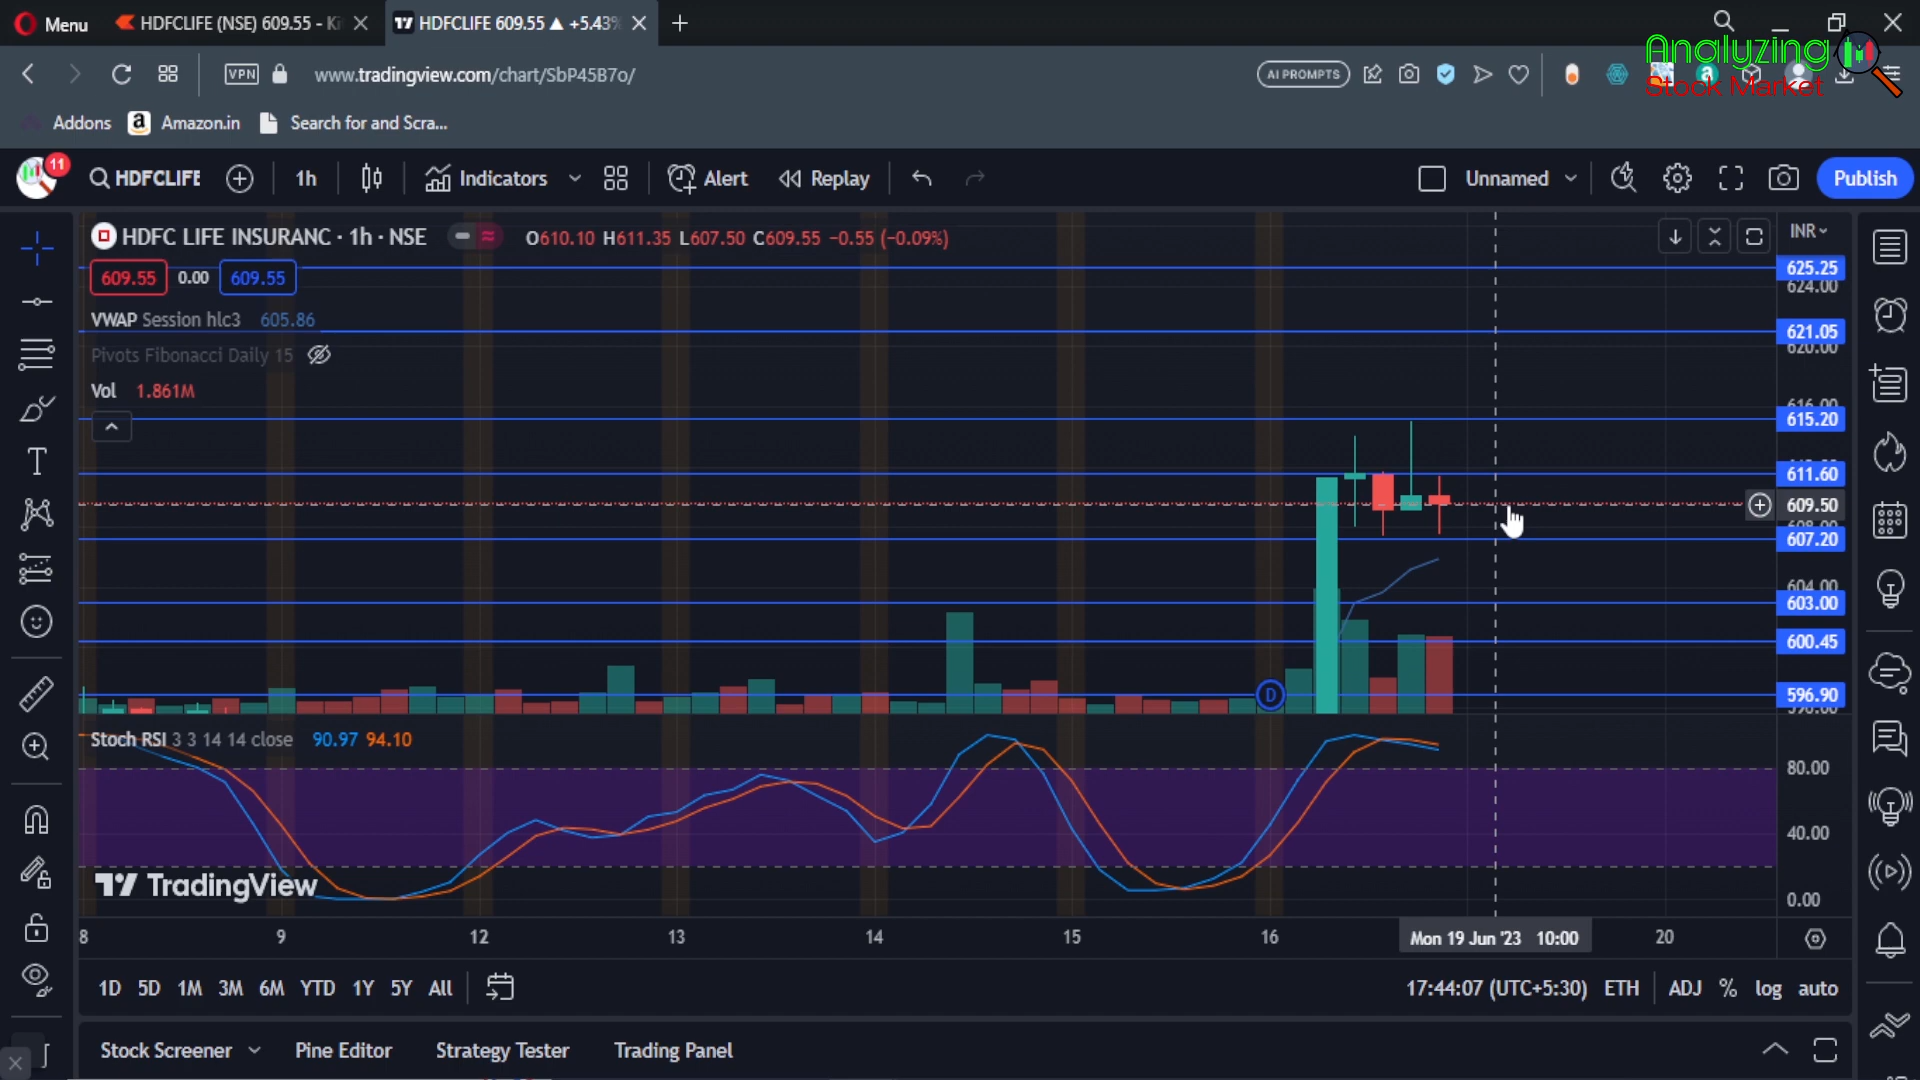 Menu
HDFCLIFE (NSE) 609.55 - Ki
HDFCLIFE 609.55 ▲ +5.43%
VPN
www.tradingview.com/chart/SbP45B7o/
AI PROMPTS
Analyzing
Stock Market
Addons
Amazon.in
Search for and Scra...
11
HDFCLIFE
1h
Indicators
Alert
Replay
Unnamed
Publish
HDFC LIFE INSURANC · 1h · NSE
O610.10 H611.35 L607.50 C609.55 −0.55 (−0.09%)
INR
609.55
0.00
609.55
VWAP Session hlc3 605.86
Pivots Fibonacci Daily 15
Vol 1.861M
625.25
624.00
621.05
620.00
615.20
611.60
609.50
607.20
604.00
603.00
600.45
596.90
D
Stoch RSI 3 3 14 14 close 90.97 94.10
80.00
40.00
0.00
TradingView
8
9
12
13
14
15
16
Mon 19 Jun '23 10:00
20
1D 5D 1M 3M 6M YTD 1Y 5Y All
17:44:07 (UTC+5:30) ETH ADJ % log auto
Stock Screener
Pine Editor
Strategy Tester
Trading Panel